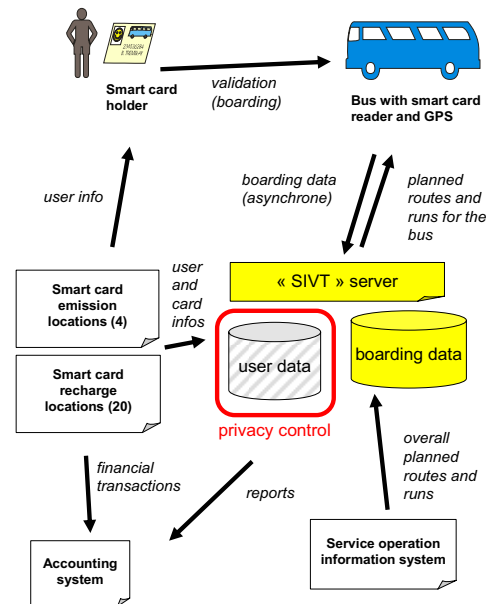 Smart card
holder
validation
(boarding)
Bus with smart card
reader and GPS
user info
boarding data
(asynchrone)
planned
routes and
runs for the
bus
Smart card
emission
locations (4)
user
and
card
infos
« SIVT » server
Smart card
recharge
locations (20)
user data
boarding data
privacy control
financial
transactions
reports
overall
planned
routes and
runs
Accounting
system
Service operation
information system